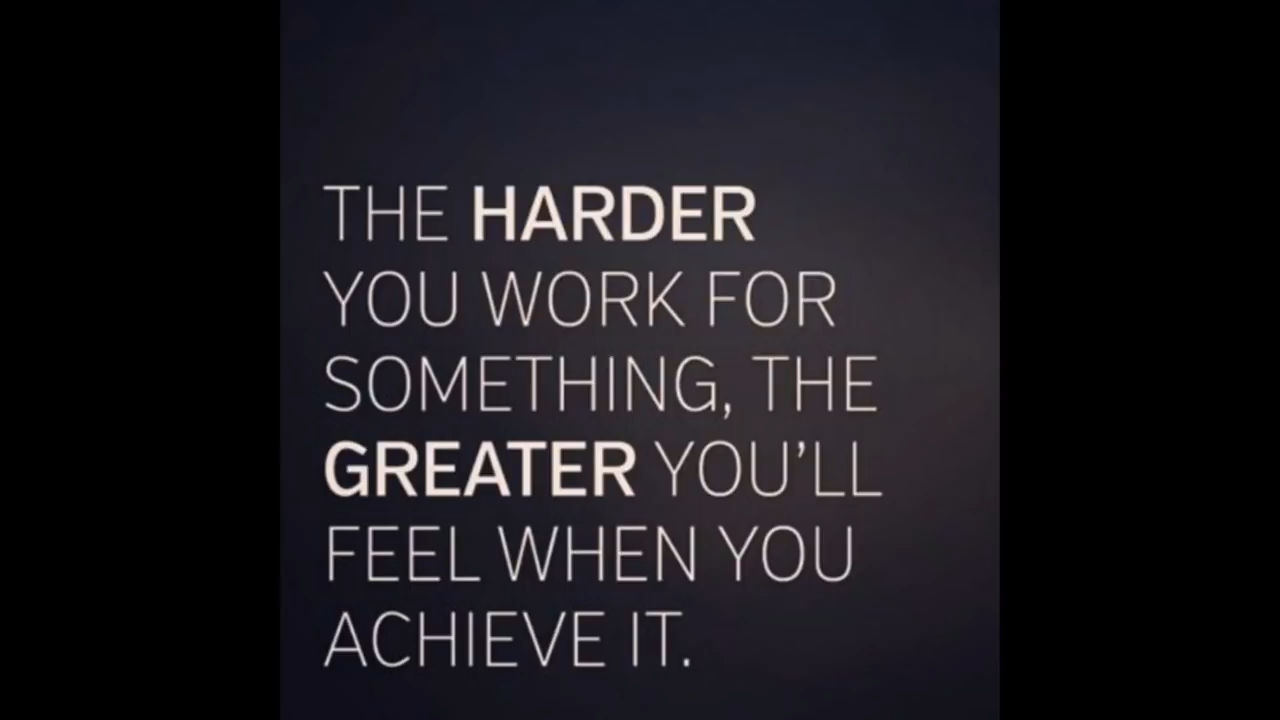 THE HARDER
YOU WORK FOR
SOMETHING, THE
GREATER YOU'LL
FEEL WHEN YOU
ACHIEVE IT.